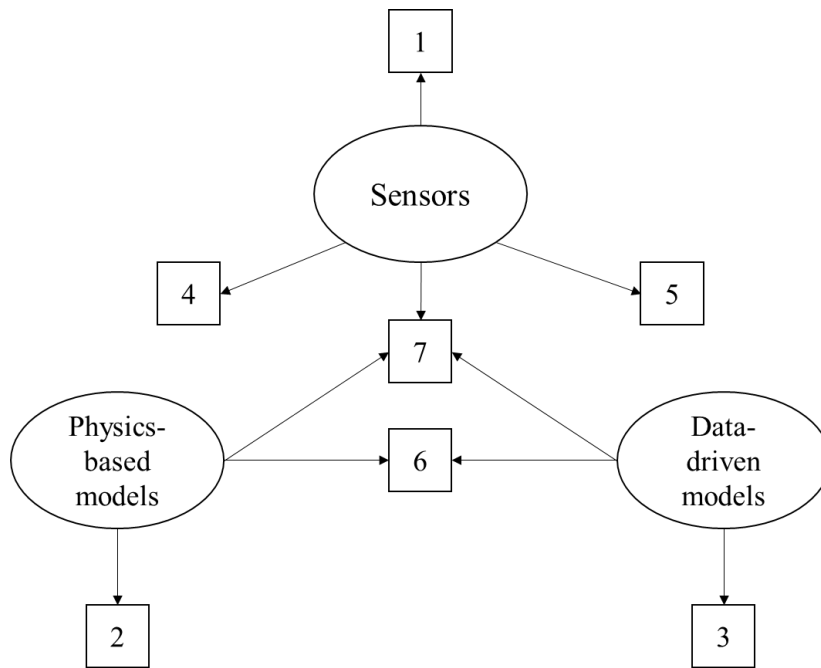 1
Sensors
4
5
7
Physics-
based
models
6
Data-
driven
models
2
3